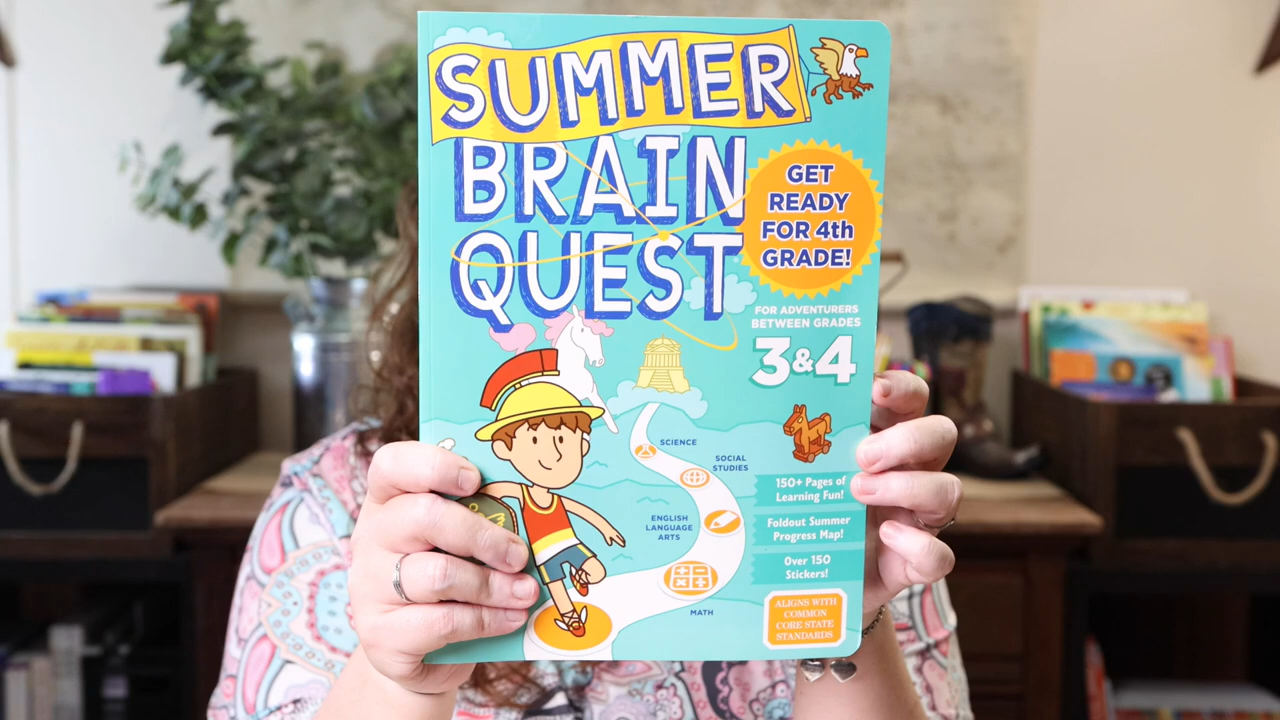 SUMMER
BRAIN
QUEST
GET
READY
FOR 4th
GRADE!
FOR ADVENTURERS
BETWEEN GRADES
3&4
SCIENCE
SOCIAL
STUDIES
ENGLISH
LANGUAGE
ARTS
MATH
150+ Pages of
Learning Fun!
Foldout Summer
Progress Map!
Over 150
Stickers!
ALIGNS WITH
COMMON
CORE STATE
STANDARDS